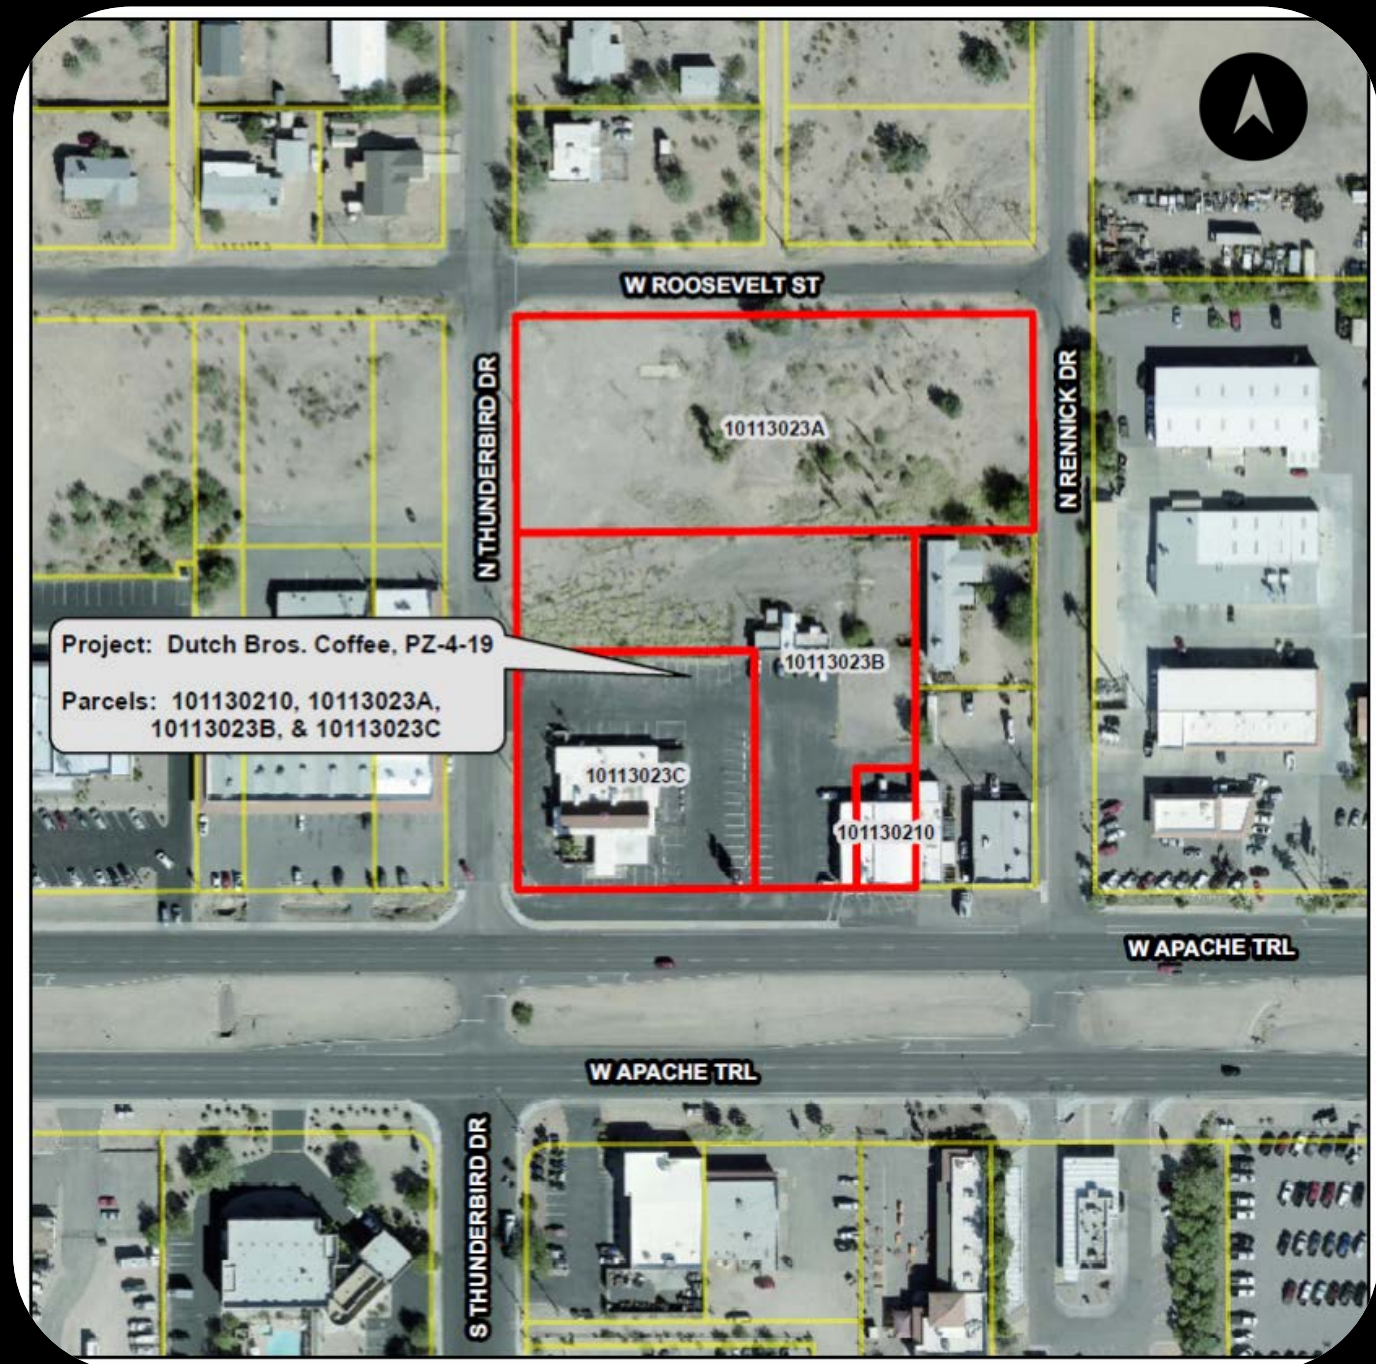 W ROOSEVELT ST
N THUNDERBIRD DR
N RENNICK DR
10113023A
Project: Dutch Bros. Coffee, PZ-4-19
Parcels: 101130210, 10113023A,
10113023B, & 10113023C
10113023B
10113023C
101130210
W APACHE TRL
W APACHE TRL
S THUNDERBIRD DR